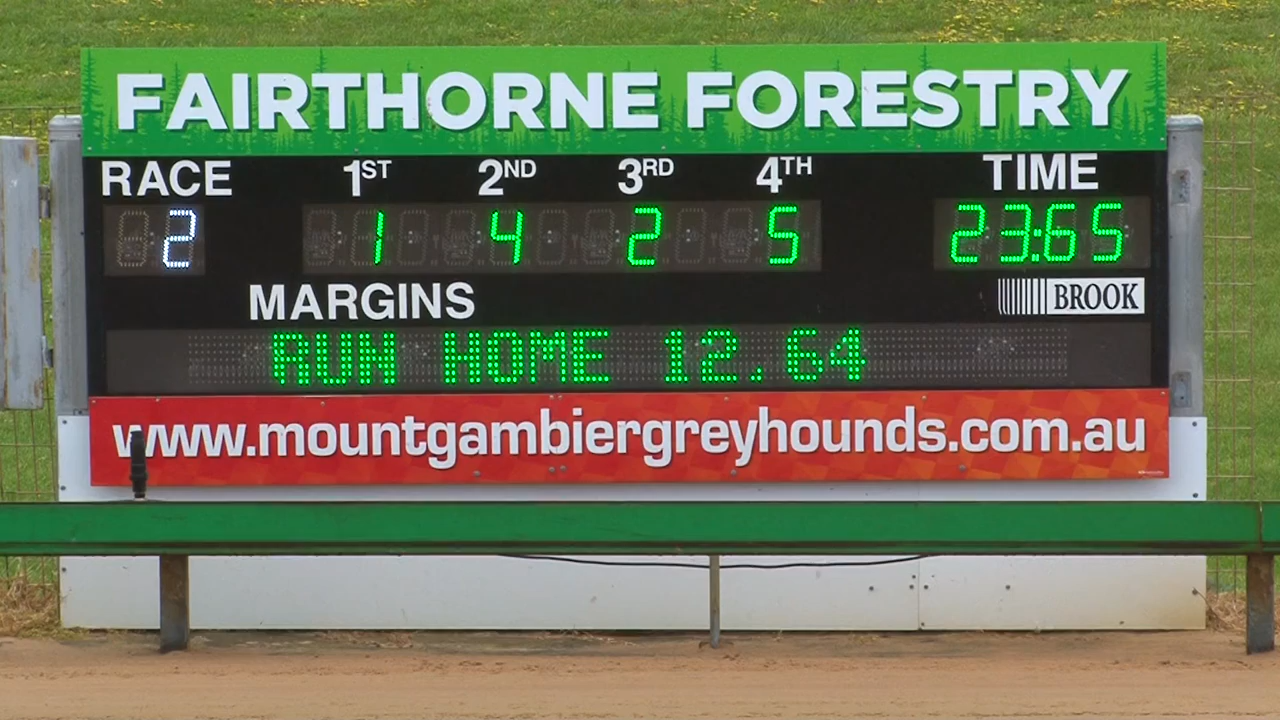 FAIRTHORNE FORESTRY
RACE 1ST 2ND 3RD 4TH TIME
2 1 4 2 5 23:65
MARGINS
BROOK
RUN HOME 12.64
www.mountgambiergreyhounds.com.au